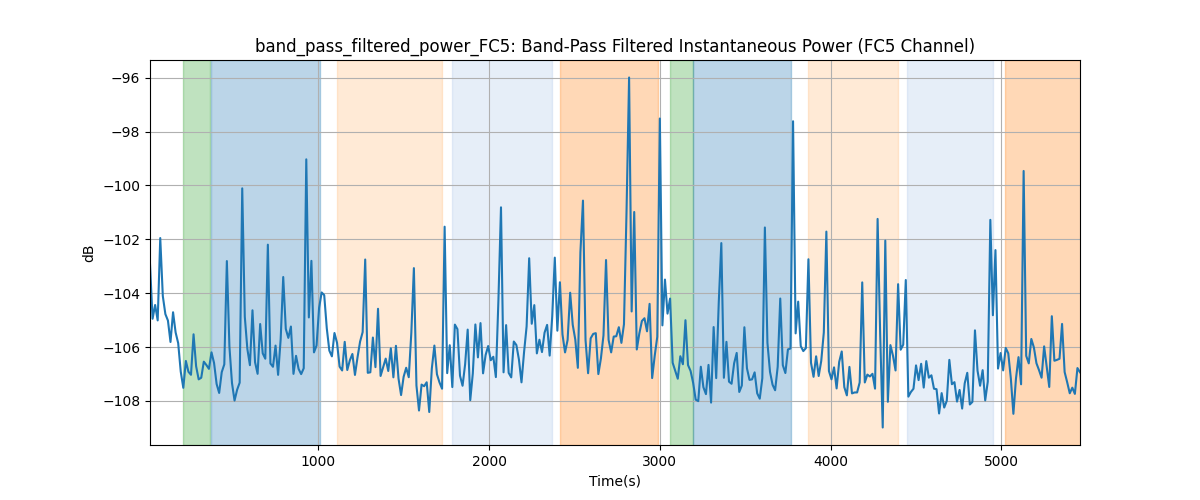 band_pass_filtered_power_FC5: Band-Pass Filtered Instantaneous Power (FC5 Channel)
−96
−98
−100
−102
−104
−106
−108
dB
1000 2000 3000 4000 5000
Time(s)